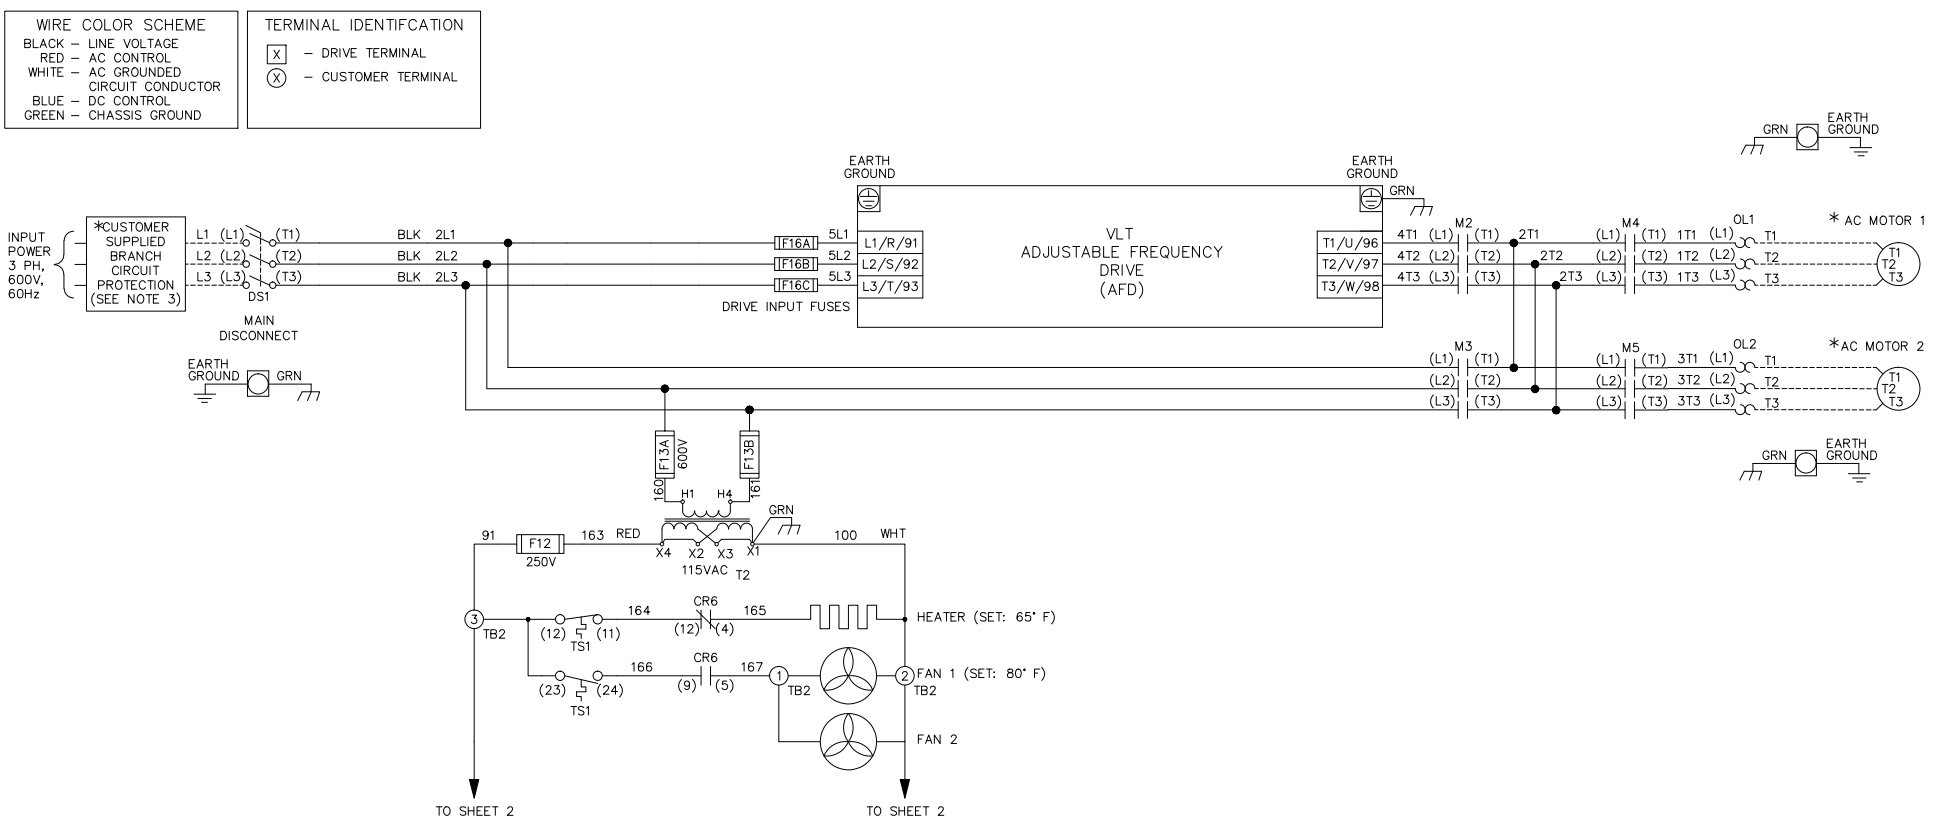 WIRE COLOR SCHEME
BLACK – LINE VOLTAGE
RED – AC CONTROL
WHITE – AC GROUNDED
CIRCUIT CONDUCTOR
BLUE – DC CONTROL
GREEN – CHASSIS GROUND
TERMINAL IDENTIFCATION
X – DRIVE TERMINAL
X – CUSTOMER TERMINAL
INPUT
POWER
3 PH,
600V,
60Hz
*CUSTOMER
SUPPLIED
BRANCH
CIRCUIT
PROTECTION
(SEE NOTE 3)
L1 (L1) (T1)
L2 (L2) (T2)
L3 (L3) (T3)
DS1
MAIN
DISCONNECT
EARTH
GROUND
GRN
BLK 2L1
BLK 2L2
BLK 2L3
F16A 5L1
F16B 5L2
F16C 5L3
DRIVE INPUT FUSES
EARTH
GROUND
L1/R/91
L2/S/92
L3/T/93
VLT
ADJUSTABLE FREQUENCY
DRIVE
(AFD)
EARTH
GROUND
GRN
T1/U/96
T2/V/97
T3/W/98
M2
4T1 (L1) (T1) 2T1
4T2 (L2) (T2) 2T2
4T3 (L3) (T3) 2T3
M4
(L1) (T1) 1T1 (L1) T1
(L2) (T2) 1T2 (L2) T2
(L3) (T3) 1T3 (L3) T3
OL1
* AC MOTOR 1
T1
T2
T3
GRN
EARTH
GROUND
M3
(L1) (T1)
(L2) (T2)
(L3) (T3)
M5
(L1) (T1) 3T1 (L1) T1
(L2) (T2) 3T2 (L2) T2
(L3) (T3) 3T3 (L3) T3
OL2
*AC MOTOR 2
T1
T2
T3
GRN
EARTH
GROUND
F13A
600V
F13B
160
161
H1 H4
GRN
91
F12
250V
163 RED
X4 X2 X3 X1
115VAC T2
100 WHT
3
TB2
(12) (11)
TS1
164
CR6
(12) (4)
165
HEATER (SET: 65° F)
(23) (24)
TS1
166
CR6
(9) (5)
167
1
TB2
2
TB2
FAN 1 (SET: 80° F)
FAN 2
TO SHEET 2
TO SHEET 2